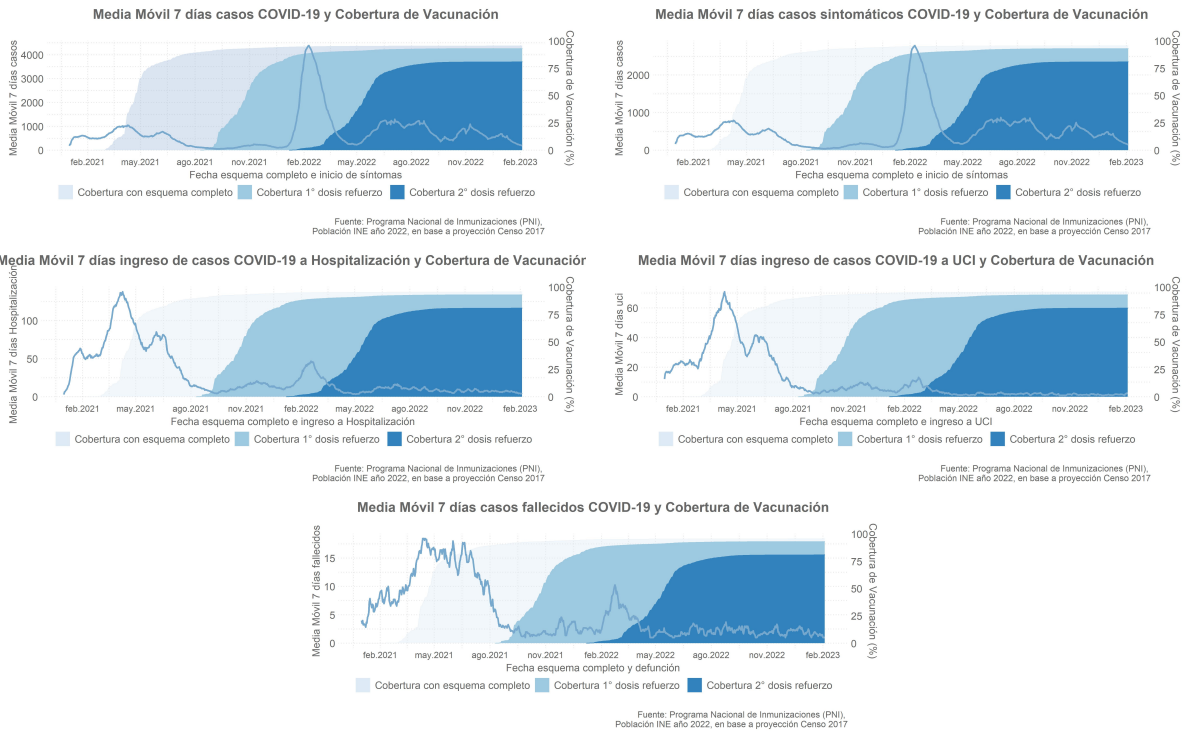 Media Móvil 7 días casos COVID-19 y Cobertura de Vacunación
Media Móvil 7 días casos
4000
3000
2000
1000
0
100
75
50
25
0
Cobertura de Vacunación (%)
feb.2021 may.2021 ago.2021 nov.2021 feb.2022 may.2022 ago.2022 nov.2022 feb.2023
Fecha esquema completo e inicio de síntomas
Cobertura con esquema completo Cobertura 1° dosis refuerzo Cobertura 2° dosis refuerzo
Fuente: Programa Nacional de Inmunizaciones (PNI),
Población INE año 2022, en base a proyección Censo 2017
Media Móvil 7 días casos sintomáticos COVID-19 y Cobertura de Vacunación
Media Móvil 7 días casos
2000
1000
0
100
75
50
25
0
Cobertura de Vacunación (%)
feb.2021 may.2021 ago.2021 nov.2021 feb.2022 may.2022 ago.2022 nov.2022 feb.2023
Fecha esquema completo e inicio de síntomas
Cobertura con esquema completo Cobertura 1° dosis refuerzo Cobertura 2° dosis refuerzo
Fuente: Programa Nacional de Inmunizaciones (PNI),
Población INE año 2022, en base a proyección Censo 2017
Media Móvil 7 días ingreso de casos COVID-19 a Hospitalización y Cobertura de Vacunación
Media Móvil 7 días Hospitalización
100
50
0
100
75
50
25
0
Cobertura de Vacunación (%)
feb.2021 may.2021 ago.2021 nov.2021 feb.2022 may.2022 ago.2022 nov.2022 feb.2023
Fecha esquema completo e ingreso a Hospitalización
Cobertura con esquema completo Cobertura 1° dosis refuerzo Cobertura 2° dosis refuerzo
Fuente: Programa Nacional de Inmunizaciones (PNI),
Población INE año 2022, en base a proyección Censo 2017
Media Móvil 7 días ingreso de casos COVID-19 a UCI y Cobertura de Vacunación
Media Móvil 7 días uci
60
40
20
0
100
75
50
25
0
Cobertura de Vacunación (%)
feb.2021 may.2021 ago.2021 nov.2021 feb.2022 may.2022 ago.2022 nov.2022 feb.2023
Fecha esquema completo e ingreso a UCI
Cobertura con esquema completo Cobertura 1° dosis refuerzo Cobertura 2° dosis refuerzo
Fuente: Programa Nacional de Inmunizaciones (PNI),
Población INE año 2022, en base a proyección Censo 2017
Media Móvil 7 días casos fallecidos COVID-19 y Cobertura de Vacunación
Media Móvil 7 días fallecidos
15
10
5
0
100
75
50
25
0
Cobertura de Vacunación (%)
feb.2021 may.2021 ago.2021 nov.2021 feb.2022 may.2022 ago.2022 nov.2022 feb.2023
Fecha esquema completo y defunción
Cobertura con esquema completo Cobertura 1° dosis refuerzo Cobertura 2° dosis refuerzo
Fuente: Programa Nacional de Inmunizaciones (PNI),
Población INE año 2022, en base a proyección Censo 2017